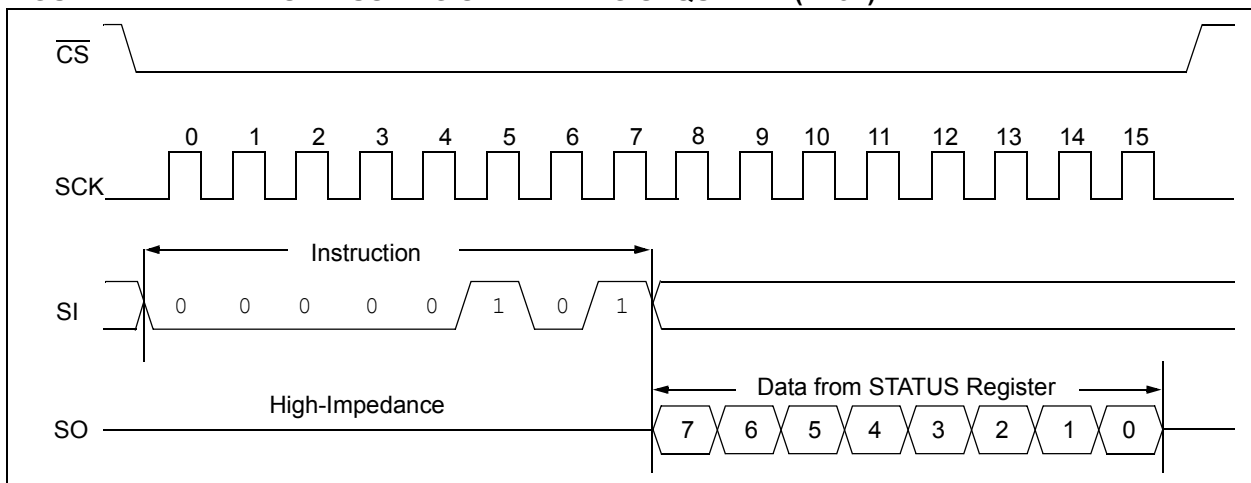 CS
0 1 2 3 4 5 6 7 8 9 10 11 12 13 14 15
SCK
Instruction
SI 0 0 0 0 0 1 0 1
Data from STATUS Register
High-Impedance
SO 7 6 5 4 3 2 1 0